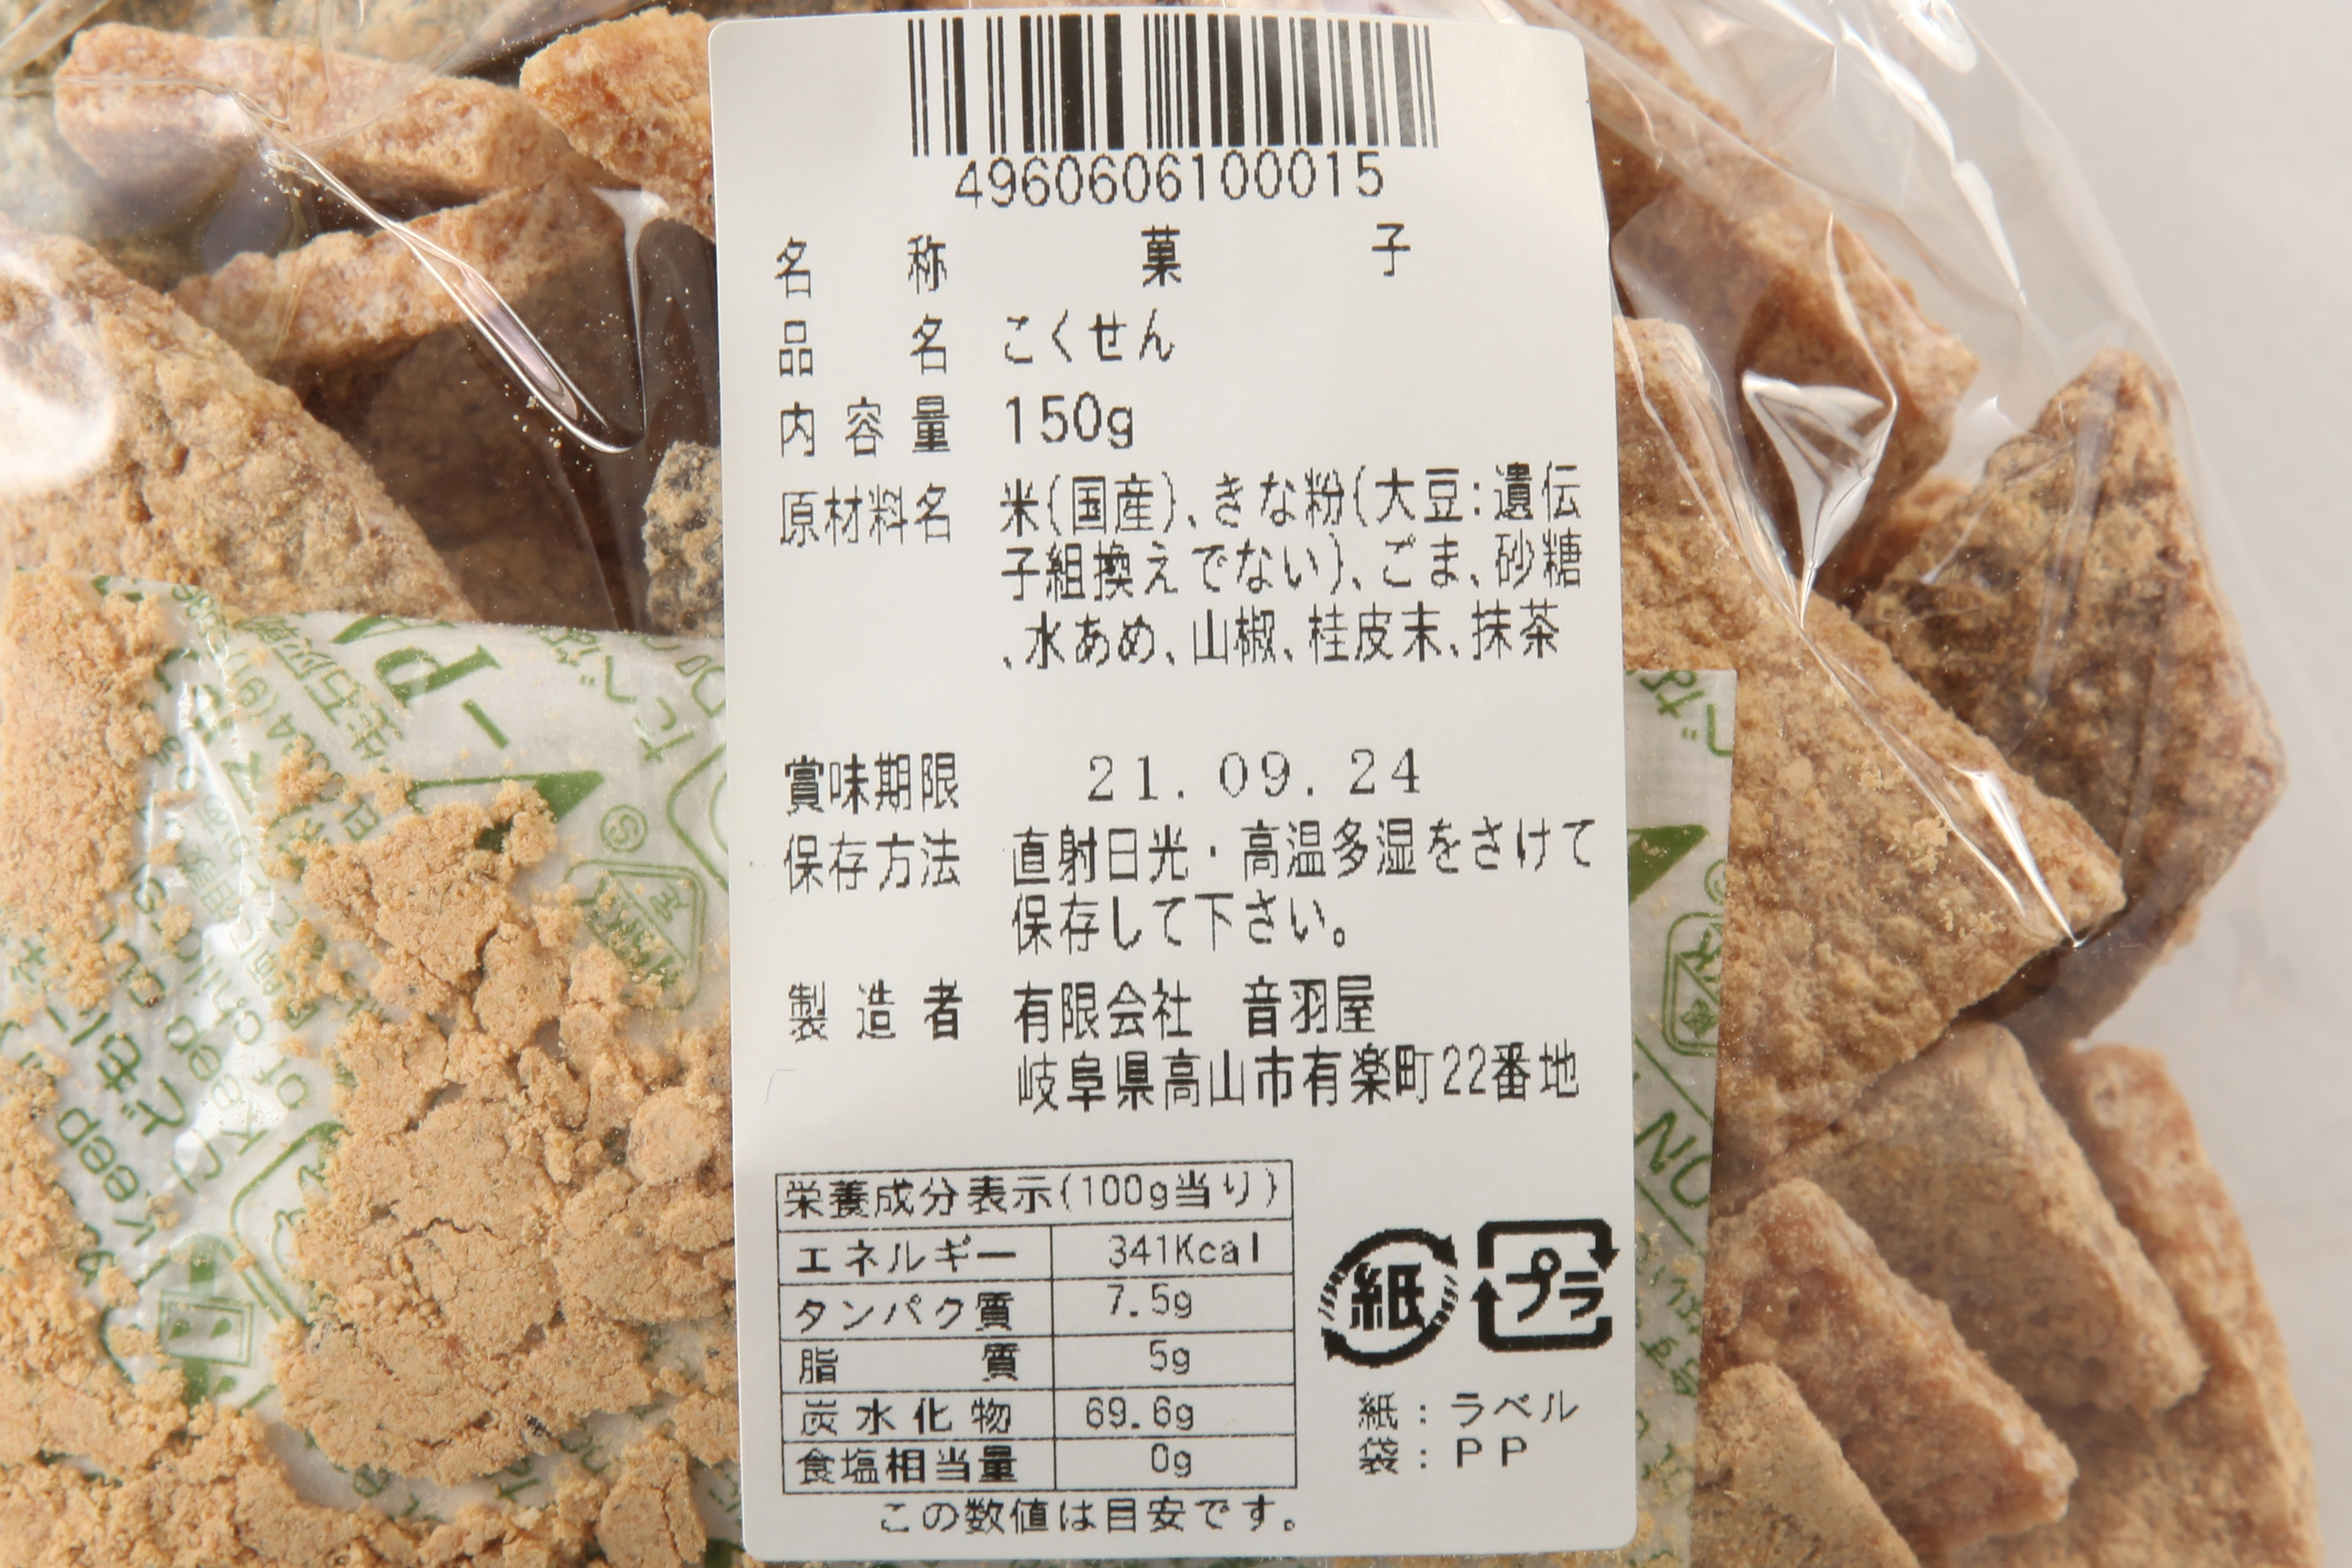 4960606100015
名称 菓子
品名 こくせん
内容量 150g
原材料名 米(国産)、きな粉(大豆:遺伝
子組換えでない)、ごま、砂糖
、水あめ、山椒、桂皮末、抹茶
賞味期限 21.09.24
保存方法 直射日光・高温多湿をさけて
保存して下さい。
製造者 有限会社 音羽屋
岐阜県高山市有楽町22番地
栄養成分表示(100g当り)
エネルギー 341Kcal
タンパク質 7.5g
脂質 5g
炭水化物 69.6g
食塩相当量 0g
この数値は目安です。
紙
プラ
紙:ラベル
袋:PP